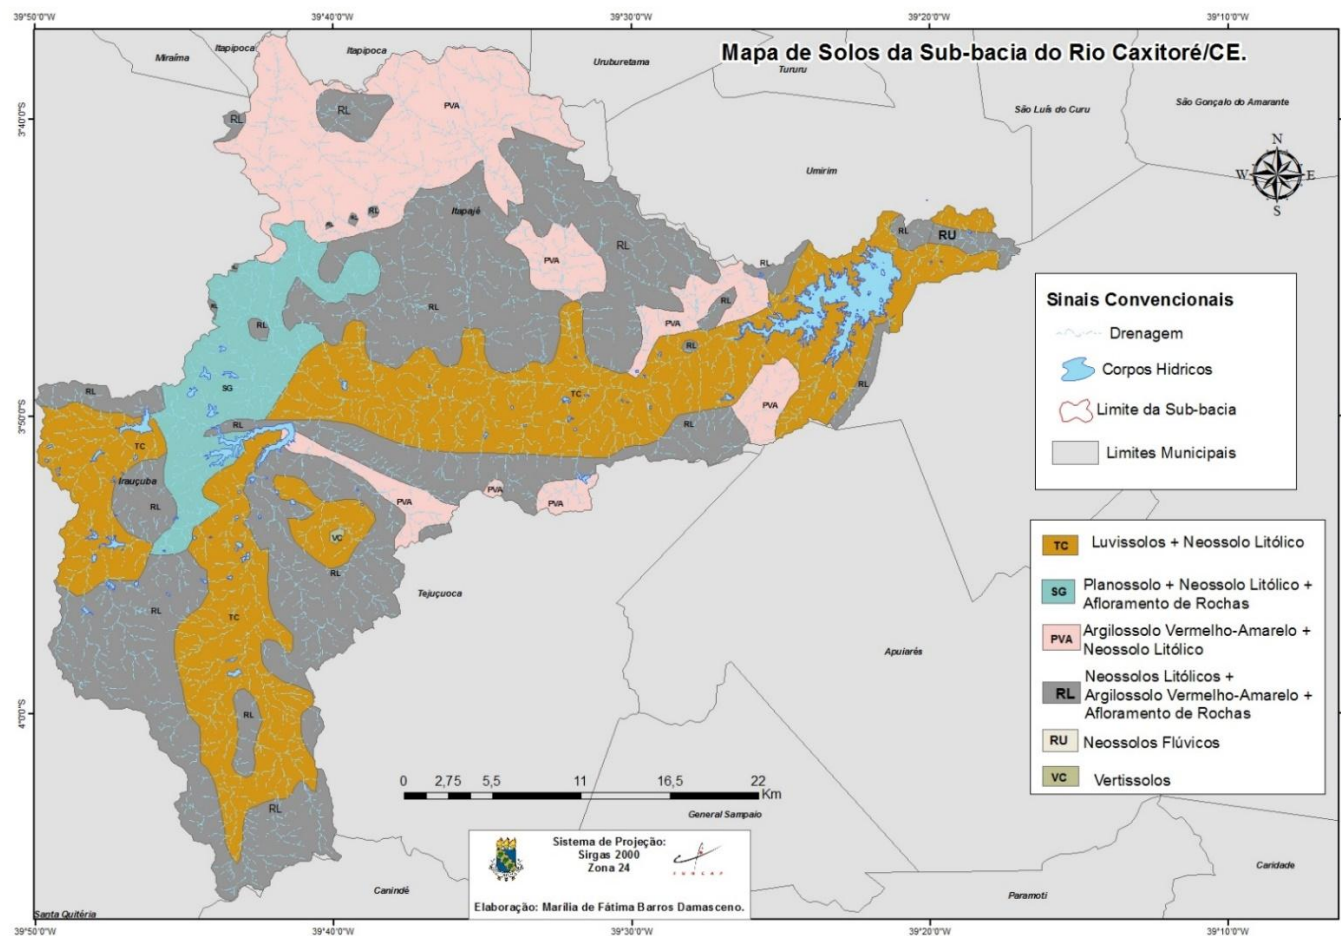 39°50'0"W
39°40'0"W
39°30'0"W
39°20'0"W
39°10'0"W
Mapa de Solos da Sub-bacia do Rio Caxitoré/CE.
Itapipoca
Itapipoca
Miraíma
Uruburetama
Tururu
São Luís do Curu
São Gonçalo do Amarante
3°40'0"S
RL
RL
PVA
Umirim
N
W
E
S
RL
RL
Itapajé
RL
PVA
RL
RU
RL
RL
RL
PVA
RL
RL
RL
SG
TC
RL
RL
PVA
3°50'0"S
RL
RL
TC
Irauçuba
RL
PVA
PVA
PVA
VC
RL
RL
TC
Tejuçuoca
Apuiarés
RL
4°0'0"S
RL
Sinais Convencionais
Drenagem
Corpos Hidricos
Limite da Sub-bacia
Limites Municipais
TC
Luvissolos + Neossolo Litólico
SG
Planossolo + Neossolo Litólico +
Afloramento de Rochas
PVA
Argilossolo Vermelho-Amarelo +
Neossolo Litólico
RL
Neossolos Litólicos +
Argilossolo Vermelho-Amarelo +
Afloramento de Rochas
RU
Neossolos Flúvicos
VC
Vertissolos
0 2,75 5,5 11 16,5 22
Km
General Sampaio
Sistema de Projeção:
Sirgas 2000
Zona 24
FUNCAP
Elaboração: Marília de Fátima Barros Damasceno.
Canindé
Paramoti
Caridade
Santa Quitéria
39°50'0"W
39°40'0"W
39°30'0"W
39°20'0"W
39°10'0"W